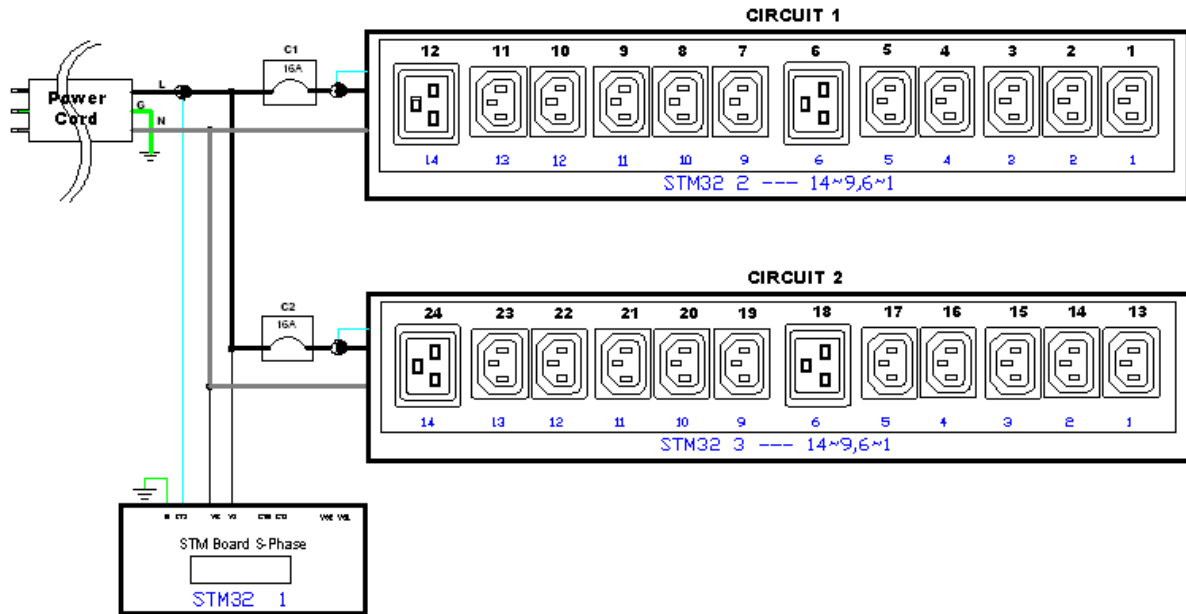 CIRCUIT 1
C1
16A
12 11 10 9 8 7 6 5 4 3 2 1
L
Power
Cord
G
N
14 13 12 11 10 9 6 5 4 3 2 1
STM32 2 --- 14~9,6~1
CIRCUIT 2
C2
16A
24 23 22 21 20 19 18 17 16 15 14 13
14 13 12 11 10 9 6 5 4 3 2 1
STM32 3 --- 14~9,6~1
STM Board S-Phase
STM32 1